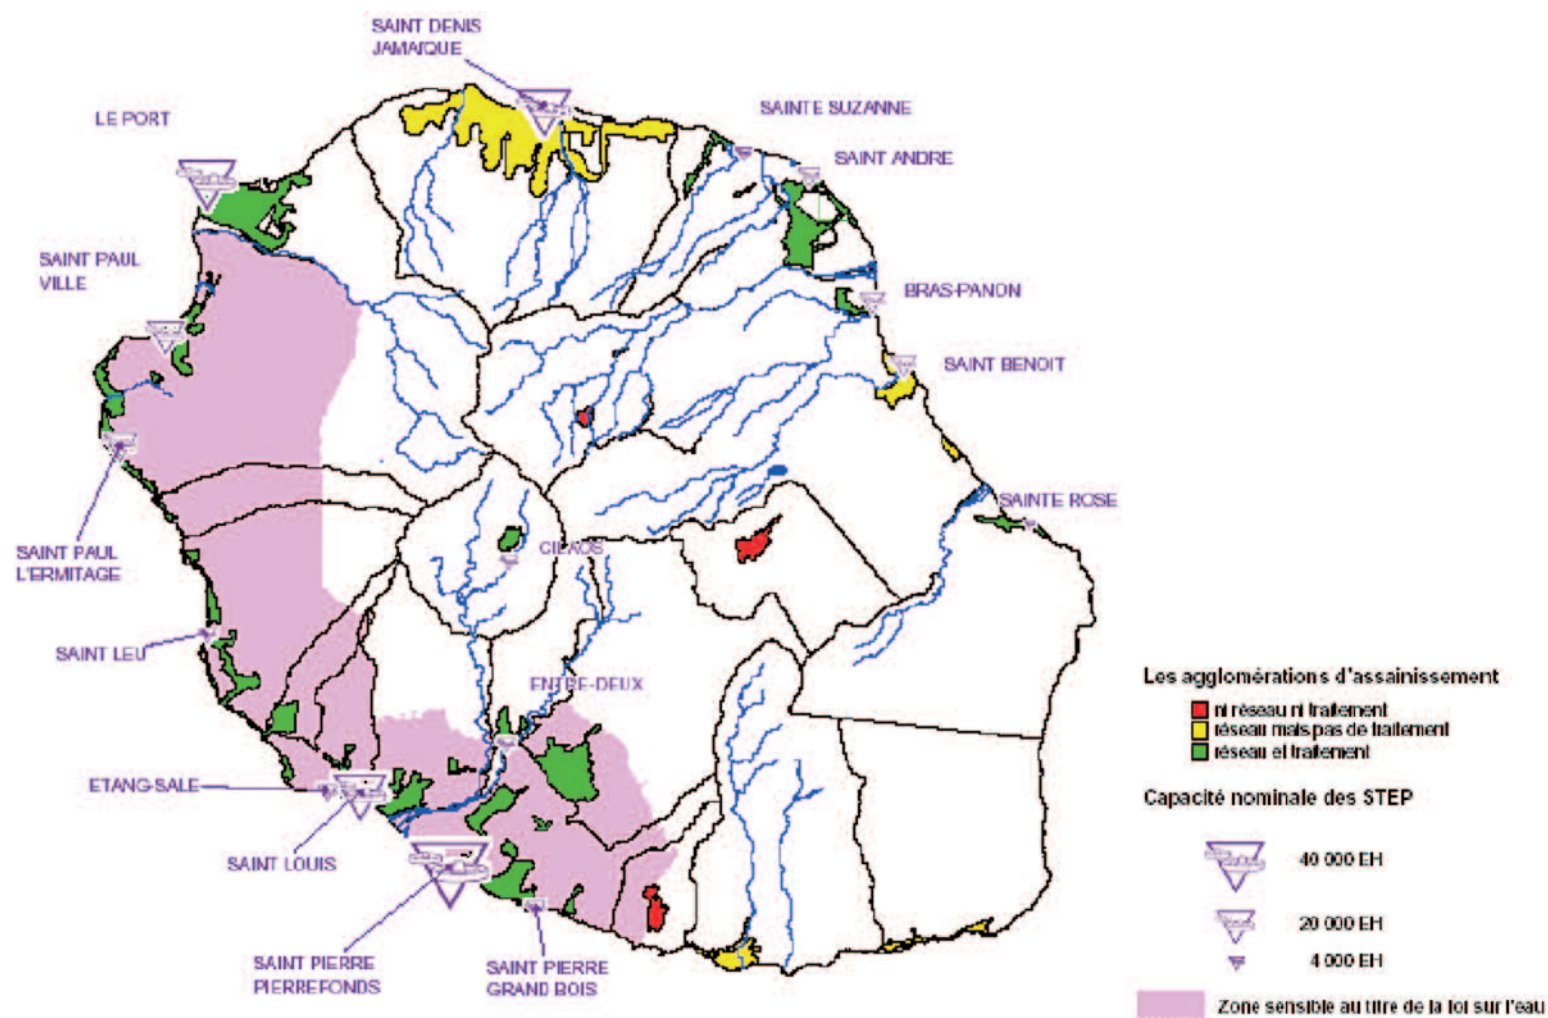 SAINT DENIS
JAMAÏQUE
LE PORT
SAINTE SUZANNE
SAINT ANDRE
SAINT PAUL
VILLE
BRAS-PANON
SAINT BENOIT
SAINTE ROSE
SAINT PAUL
L'ERMITAGE
CILAOS
SAINT LEU
ENTRE-DEUX
ETANG-SALE
SAINT LOUIS
SAINT PIERRE
PIERREFONDS
SAINT PIERRE
GRAND BOIS
Les agglomérations d'assainissement
ni réseau ni traitement
réseau mais pas de traitement
réseau et traitement
Capacité nominale des STEP
40 000 EH
20 000 EH
4 000 EH
Zone sensible au titre de la loi sur l'eau